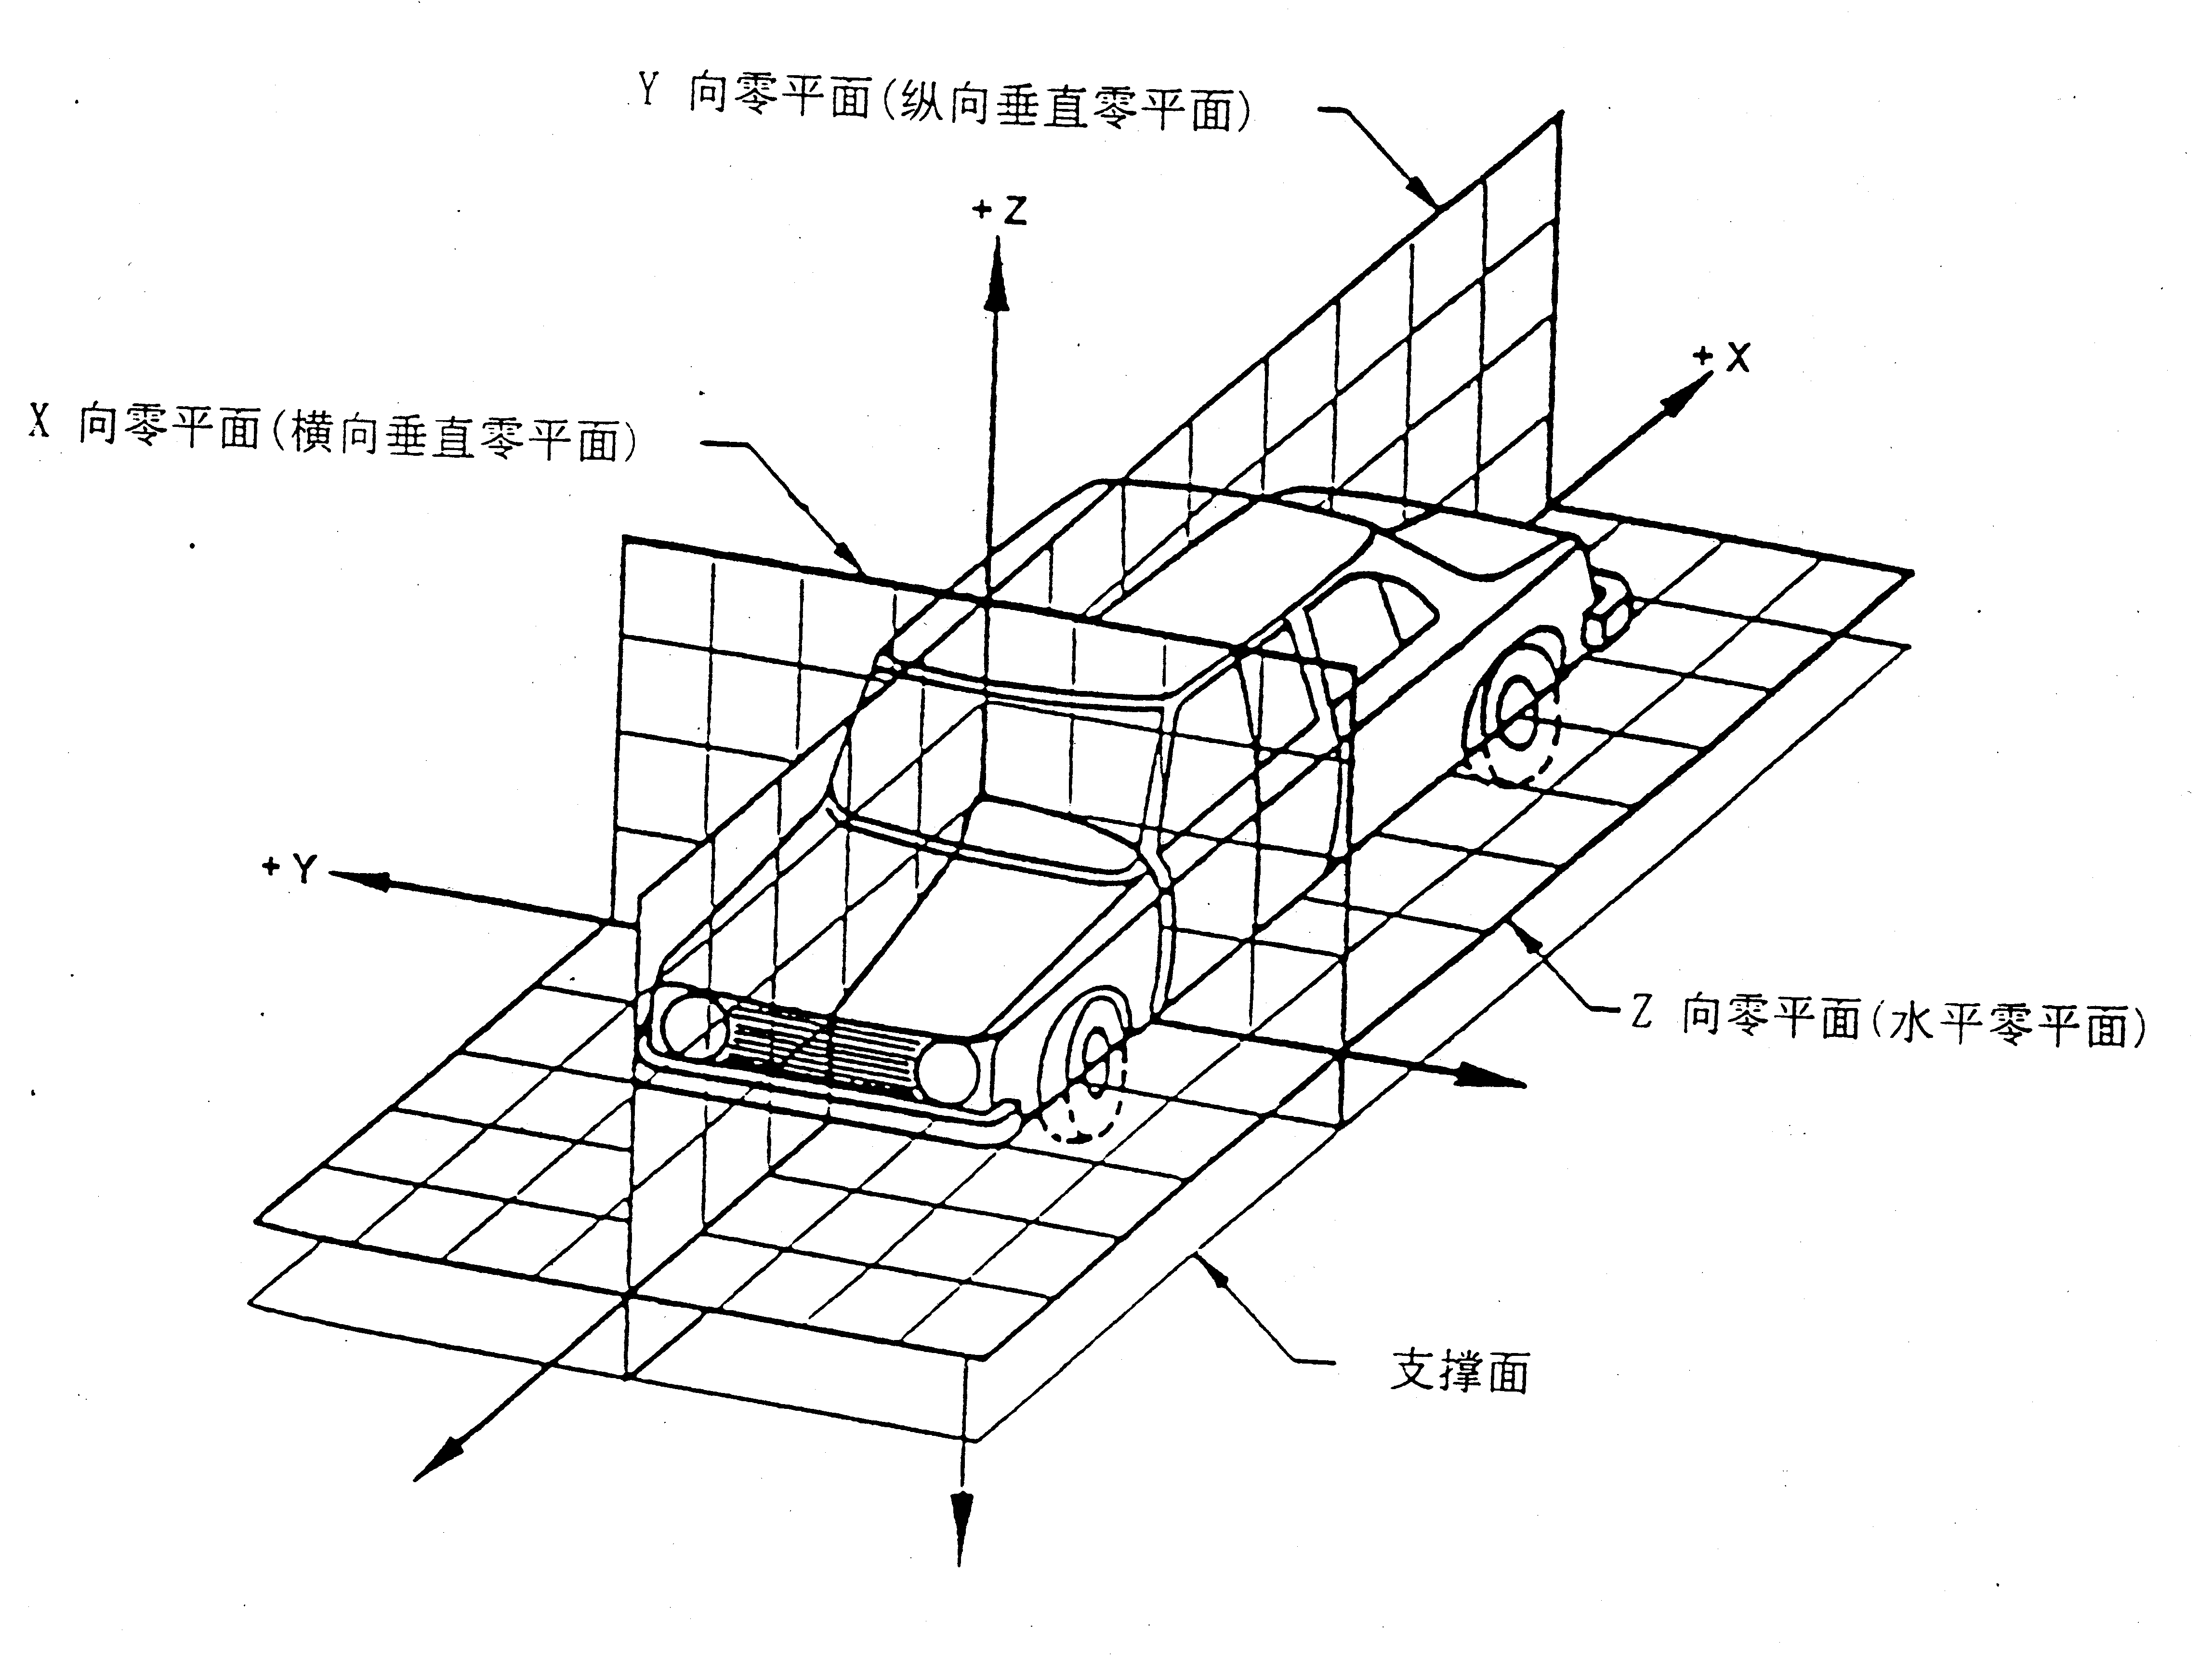 Y 向零平面(纵向垂直零平面)
+Z
+X
X 向零平面(横向垂直零平面)
+Y
Z 向零平面(水平零平面)
支撑面